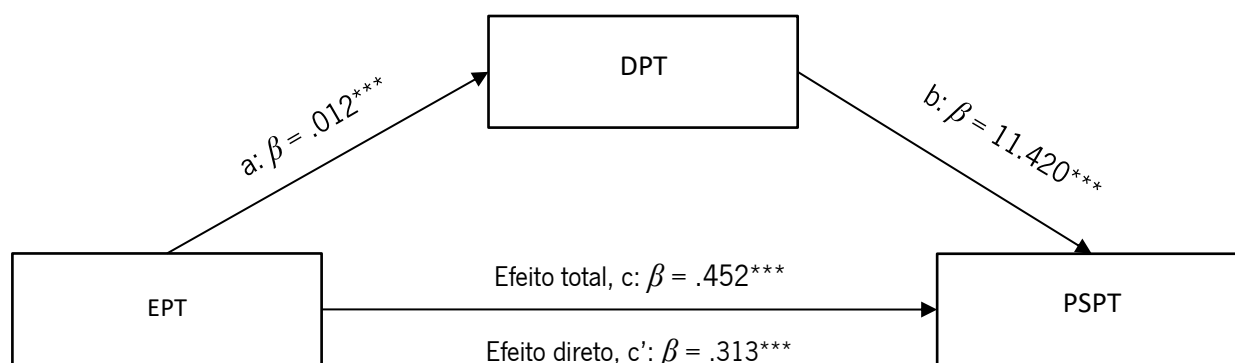 DPT
a: β = .012***
b: β = 11.420***
EPT
Efeito total, c: β = .452***
PSPT
Efeito direto, c’: β = .313***